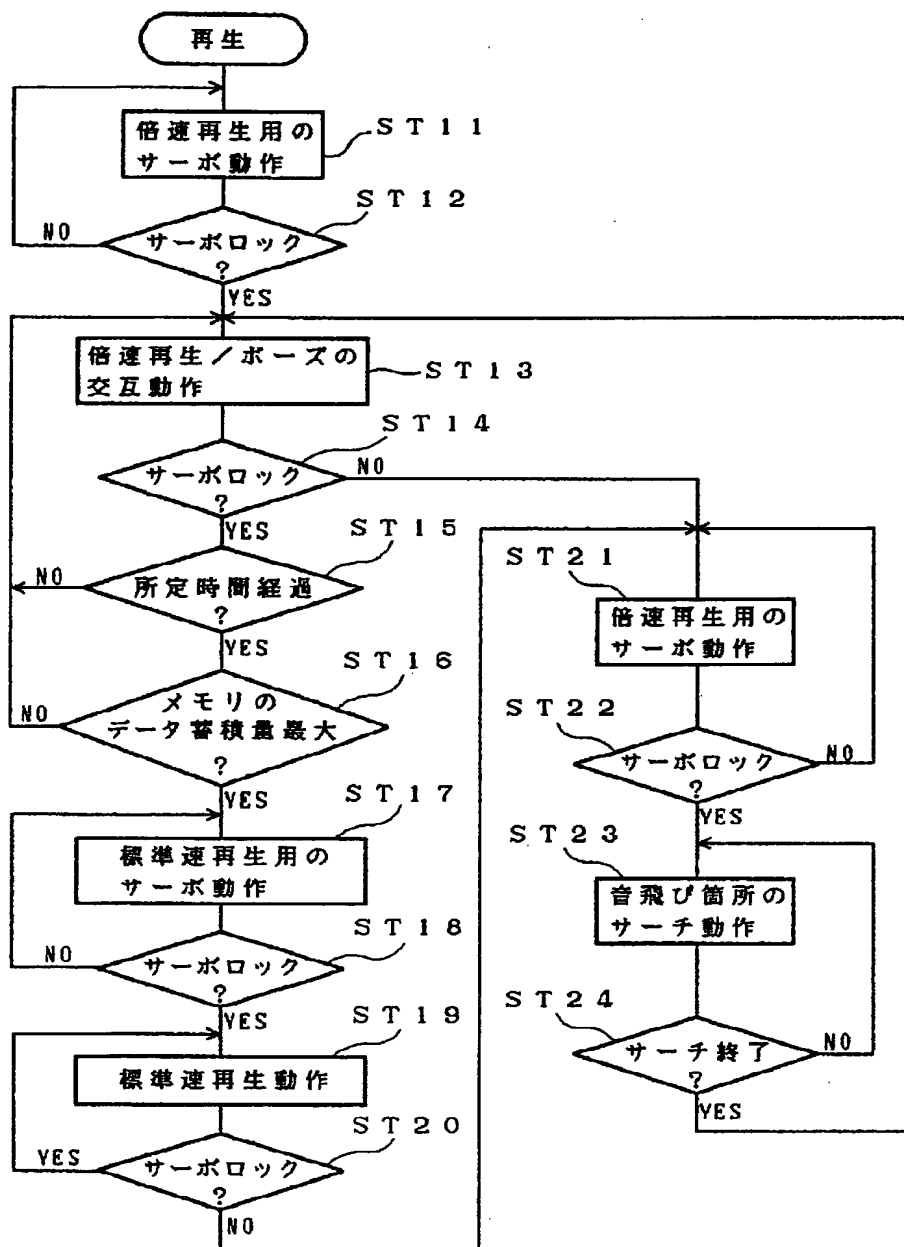 再生
倍速再生用の
サーボ動作
ST11
ST12
サーボロック
?
NO
YES
倍速再生/ポーズの
交互動作
ST13
ST14
サーボロック
?
NO
YES
ST15
所定時間経過
?
NO
YES
ST16
メモリの
データ蓄積量最大
?
NO
YES
ST17
標準速再生用の
サーボ動作
ST18
サーボロック
?
NO
YES
ST19
標準速再生動作
ST20
サーボロック
?
YES
NO
ST21
倍速再生用の
サーボ動作
ST22
サーボロック
?
NO
YES
ST23
音飛び箇所の
サーチ動作
ST24
サーチ終了
?
NO
YES